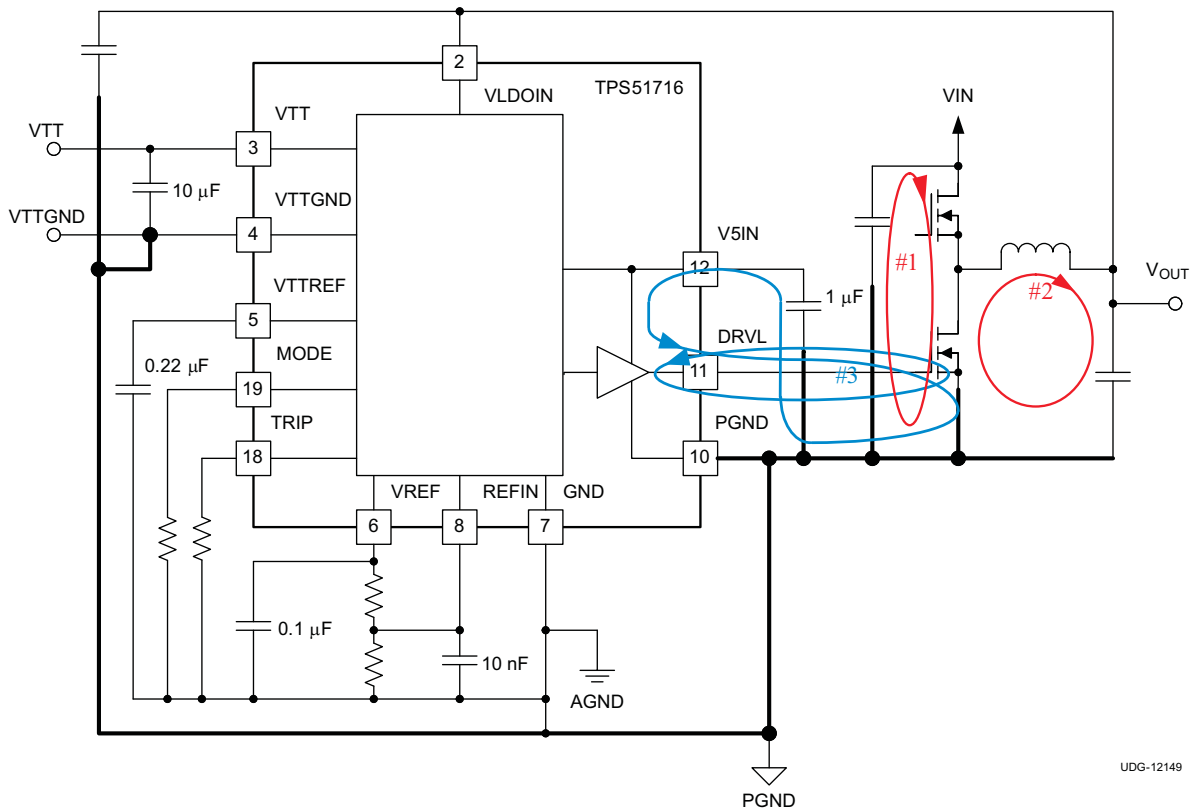 2
TPS51716
VLDOIN
VIN
VTT
VTT
3
10 µF
VTTGND
VTTGND
4
V5IN
12
#1
#2
VOUT
VTTREF
5
1 µF
MODE
DRVL
0.22 µF
11
#3
19
TRIP
PGND
18
10
VREF
REFIN
GND
6
8
7
0.1 µF
10 nF
AGND
PGND
UDG-12149